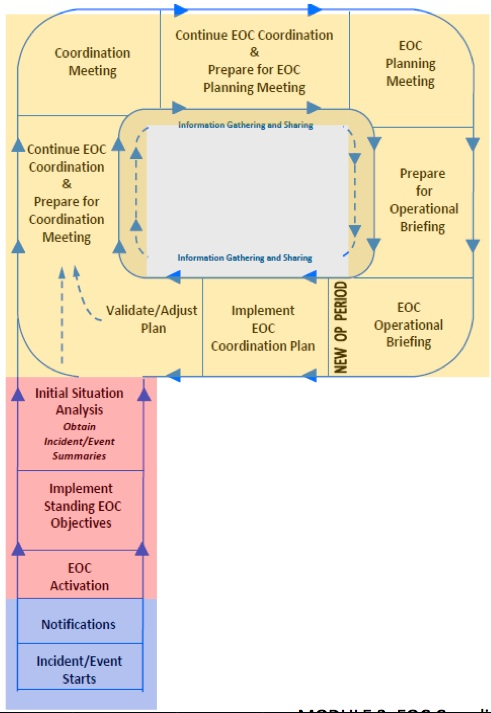 Coordination
Meeting
Continue EOC Coordination
&
Prepare for EOC
Planning Meeting
EOC
Planning
Meeting
Information Gathering and Sharing
Continue EOC
Coordination
&
Prepare for
Coordination
Meeting
Prepare
for
Operational
Briefing
Information Gathering and Sharing
Validate/Adjust
Plan
Implement
EOC
Coordination Plan
NEW OP PERIOD
EOC
Operational
Briefing
Initial Situation
Analysis
Obtain
Incident/Event
Summaries
Implement
Standing EOC
Objectives
EOC
Activation
Notifications
Incident/Event
Starts